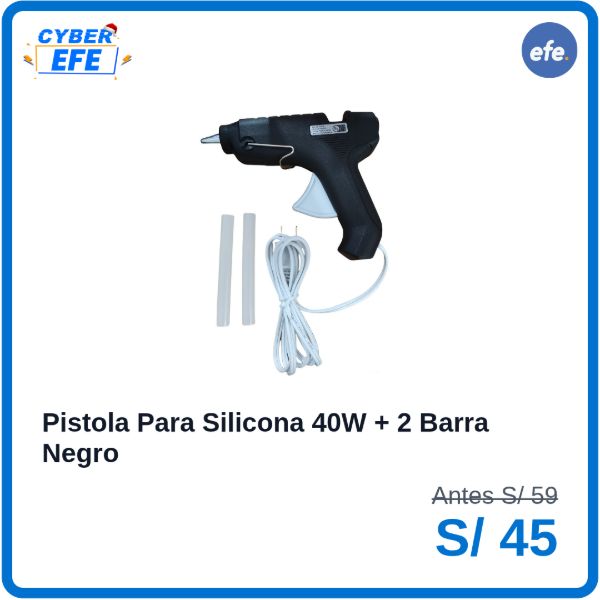 CYBER
EFE
efe.
Pistola Para Silicona 40W + 2 Barra
Negro
Antes S/ 59
S/ 45